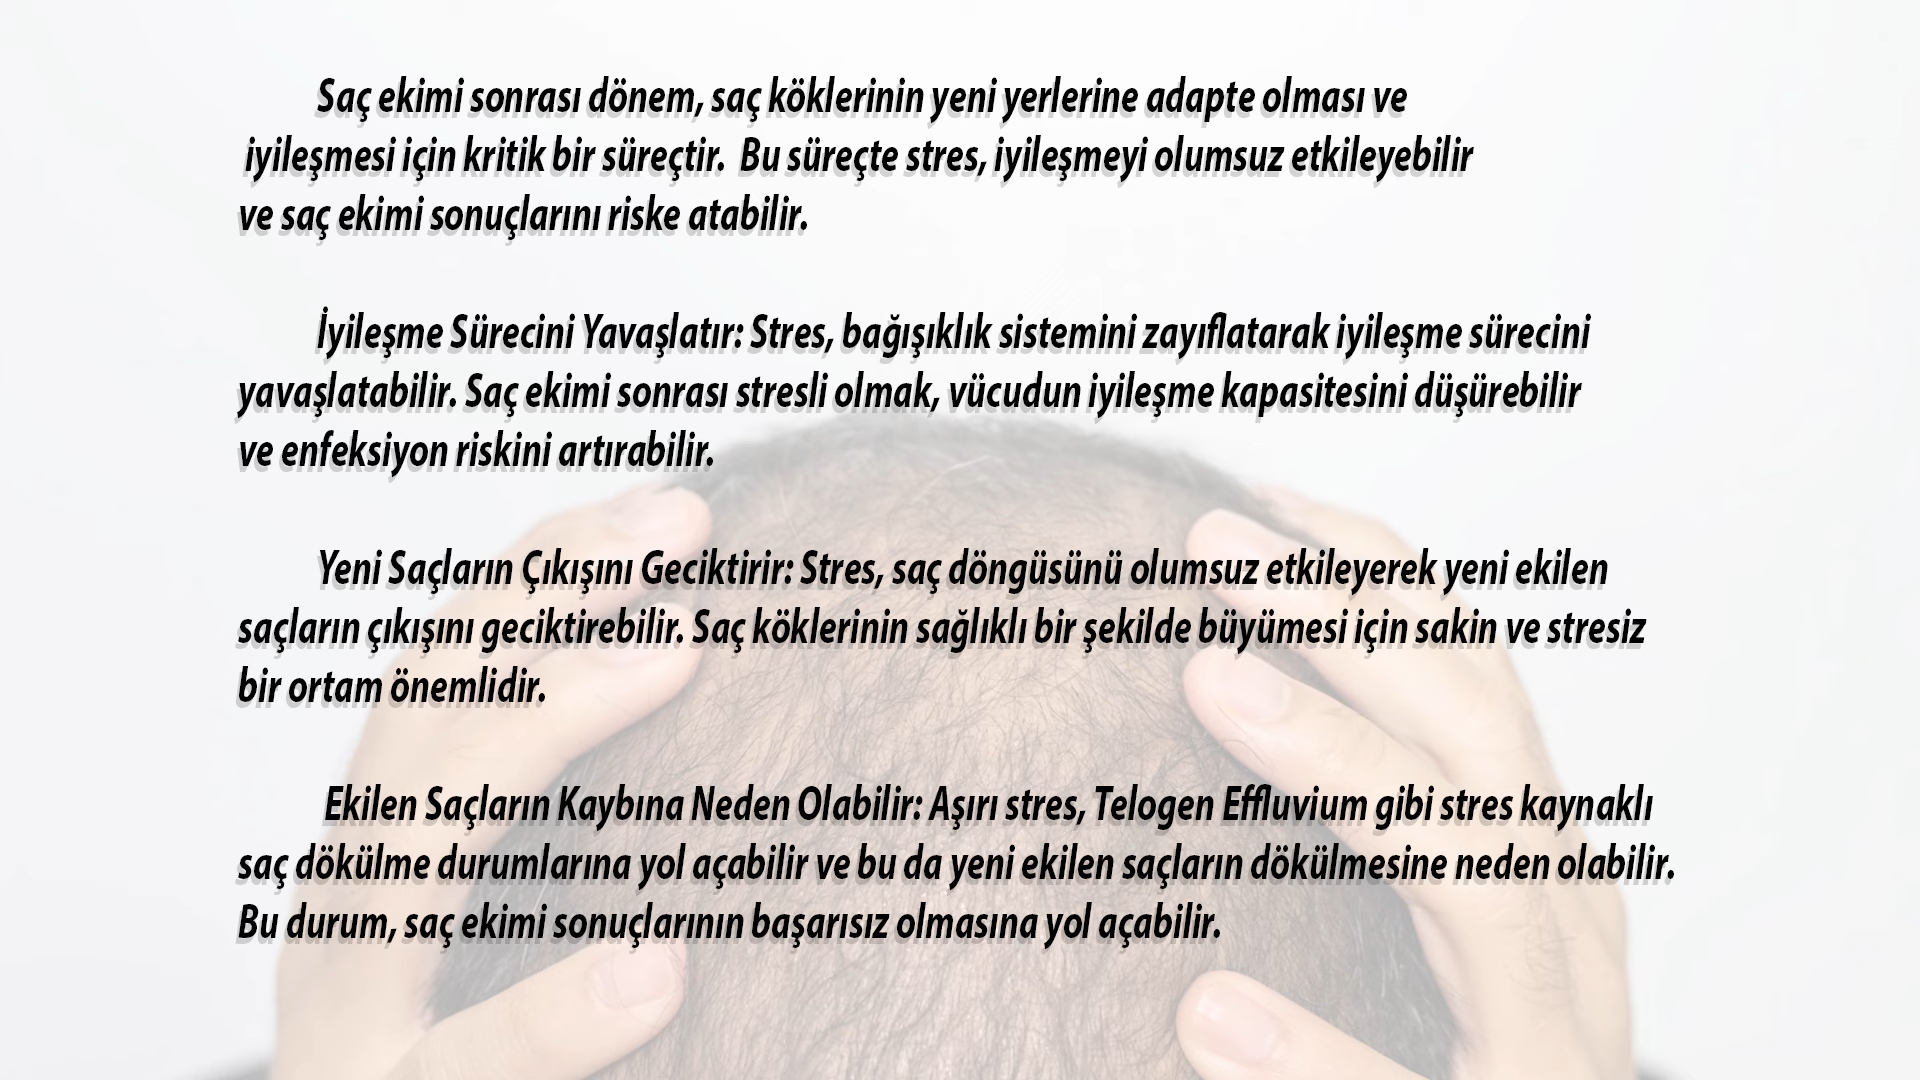 Saç ekimi sonrası dönem, saç köklerinin yeni yerlerine adapte olması ve
iyileşmesi için kritik bir süreçtir.  Bu süreçte stres, iyileşmeyi olumsuz etkileyebilir
ve saç ekimi sonuçlarını riske atabilir.
İyileşme Sürecini Yavaşlatır: Stres, bağışıklık sistemini zayıflatarak iyileşme sürecini
yavaşlatabilir. Saç ekimi sonrası stresli olmak, vücudun iyileşme kapasitesini düşürebilir
ve enfeksiyon riskini artırabilir.
Yeni Saçların Çıkışını Geciktirir: Stres, saç döngüsünü olumsuz etkileyerek yeni ekilen
saçların çıkışını geciktirebilir. Saç köklerinin sağlıklı bir şekilde büyümesi için sakin ve stresiz
bir ortam önemlidir.
Ekilen Saçların Kaybına Neden Olabilir: Aşırı stres, Telogen Effluvium gibi stres kaynaklı
saç dökülme durumlarına yol açabilir ve bu da yeni ekilen saçların dökülmesine neden olabilir.
Bu durum, saç ekimi sonuçlarının başarısız olmasına yol açabilir.